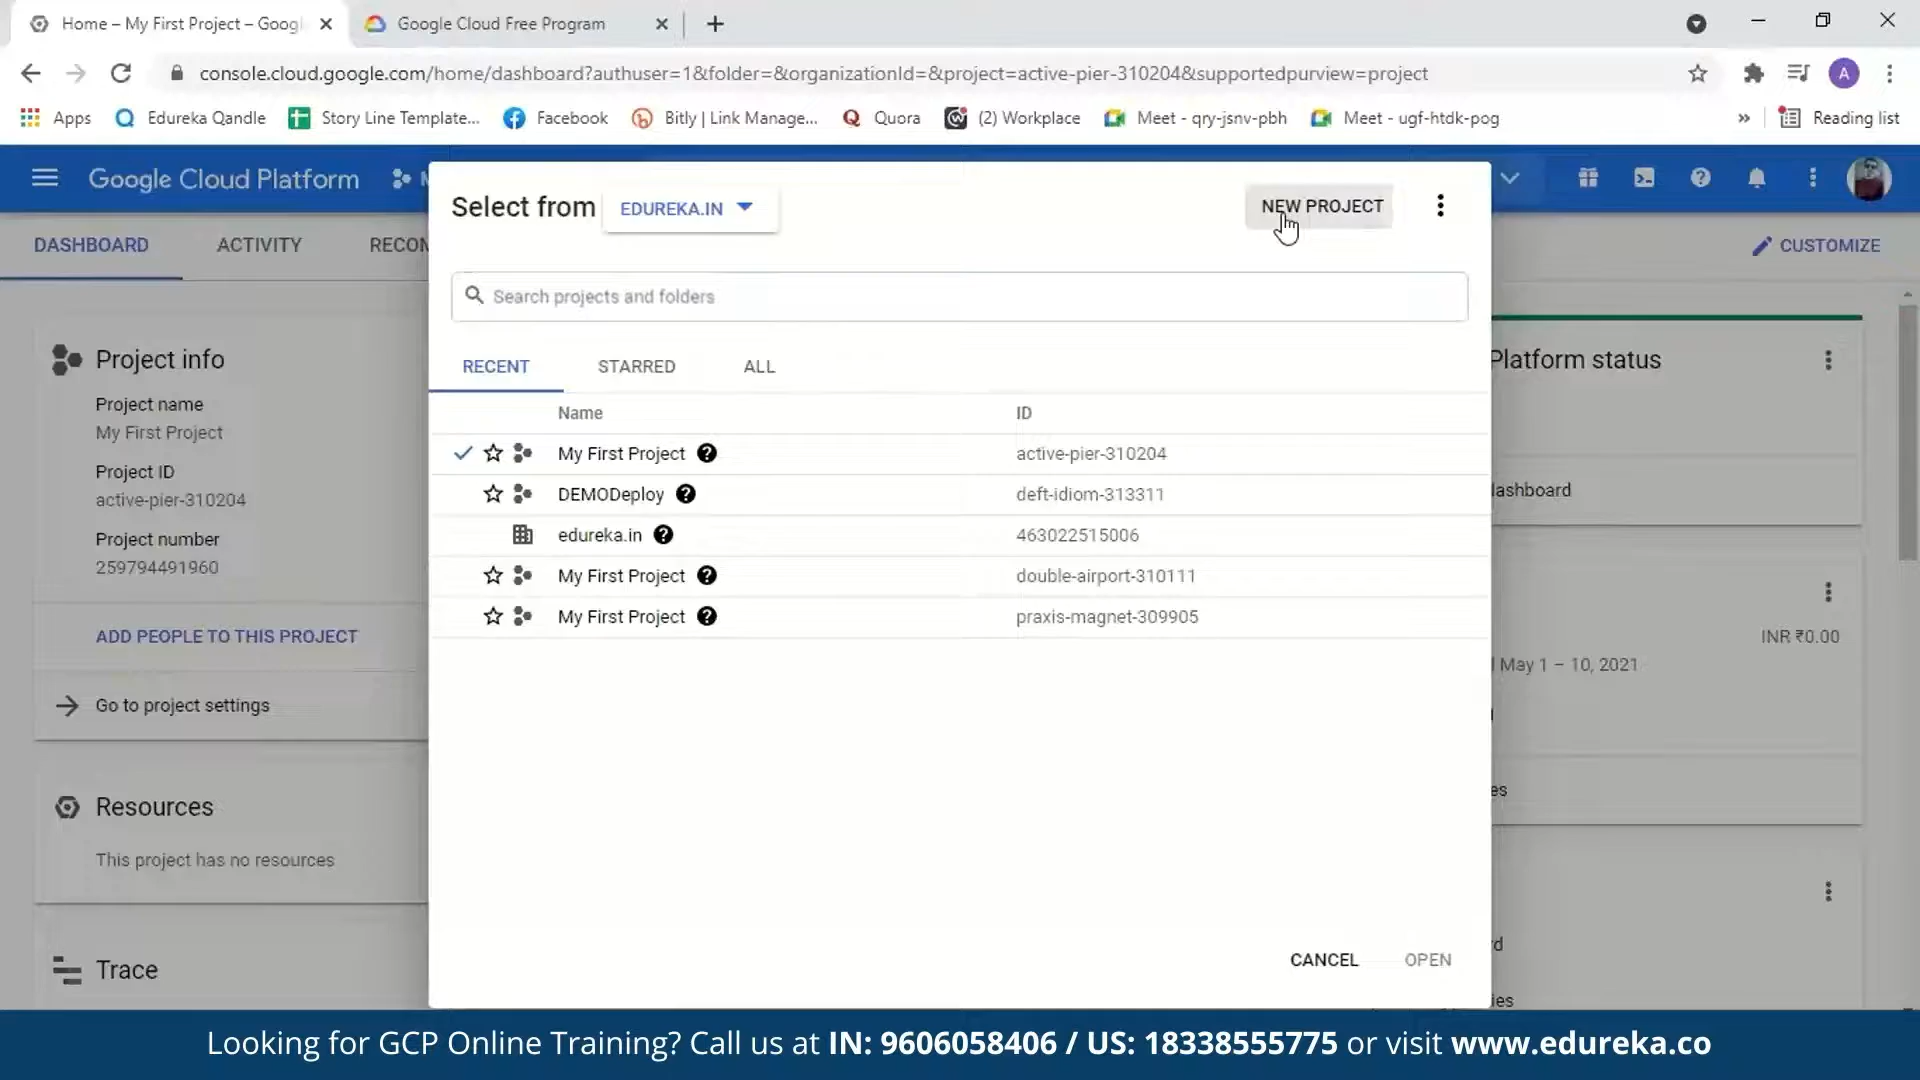 Home – My First Project – Googl
Google Cloud Free Program
console.cloud.google.com/home/dashboard?authuser=1&folder=&organizationId=&project=active-pier-310204&supportedpurview=project
A
Apps
Edureka Qandle
Story Line Template...
Facebook
Bitly | Link Manage...
Quora
(2) Workplace
Meet - qry-jsnv-pbh
Meet - ugf-htdk-pog
»
Reading list
Google Cloud Platform
Select from
EDUREKA.IN
NEW PROJECT
DASHBOARD
ACTIVITY
RECOM
CUSTOMIZE
Search projects and folders
RECENT
STARRED
ALL
Name
ID
My First Project
active-pier-310204
DEMODeploy
deft-idiom-313311
edureka.in
463022515006
My First Project
double-airport-310111
My First Project
praxis-magnet-309905
CANCEL
OPEN
Project info
Project name
My First Project
Project ID
active-pier-310204
Project number
259794491960
ADD PEOPLE TO THIS PROJECT
Go to project settings
Resources
This project has no resources
Trace
Platform status
dashboard
INR ₹0.00
May 1 – 10, 2021
es
rd
ies
Looking for GCP Online Training? Call us at IN: 9606058406 / US: 18338555775 or visit www.edureka.co